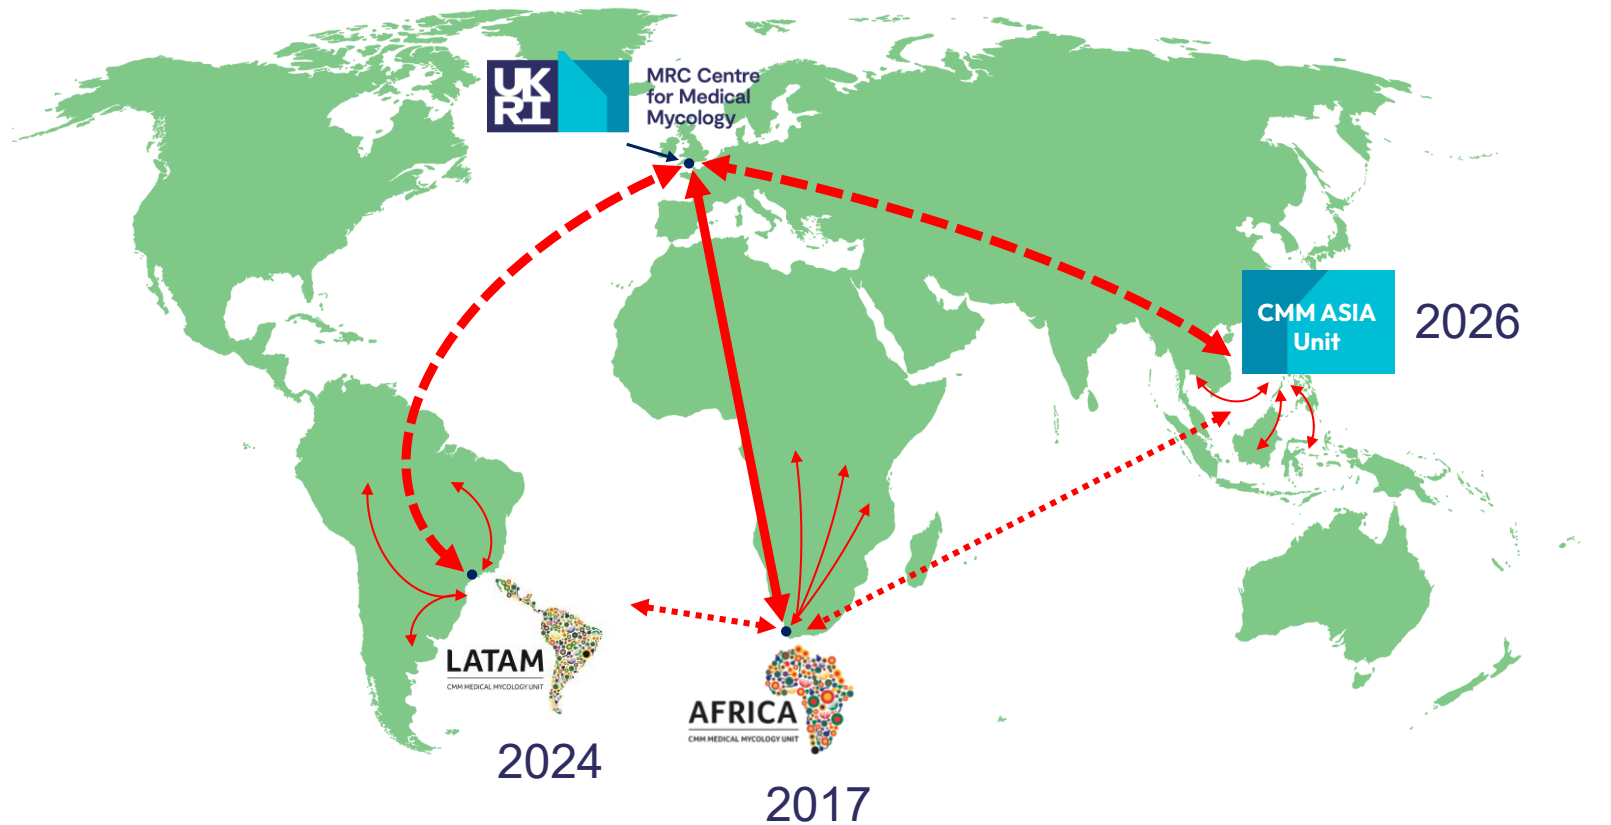 UK
RI
MRC Centre
for Medical
Mycology
CMM ASIA
Unit
2026
LATAM
CMM MEDICAL MYCOLOGY UNIT
2024
AFRICA
CMM MEDICAL MYCOLOGY UNIT
2017